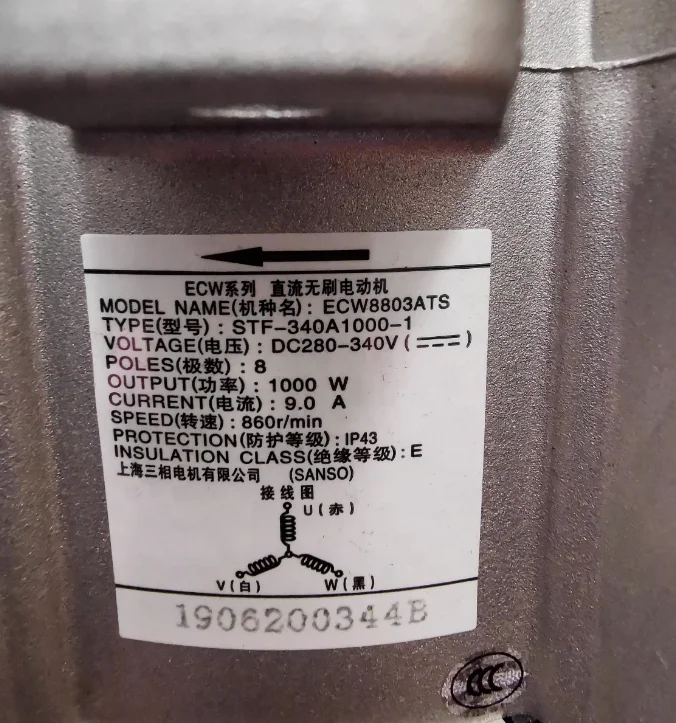 ECW系列 直流无刷电动机
MODEL NAME(机种名): ECW8803ATS
TYPE(型号): STF-340A1000-1
VOLTAGE(电压): DC280-340V ( )
POLES(极数): 8
OUTPUT(功率): 1000 W
CURRENT(电流): 9.0 A
SPEED(转速): 860r/min
PROTECTION(防护等级): IP43
INSULATION CLASS(绝缘等级): E
上海三相电机有限公司 (SANSO)
接线图
U(赤)
V(白) W(黑)
1906200344B
CCC